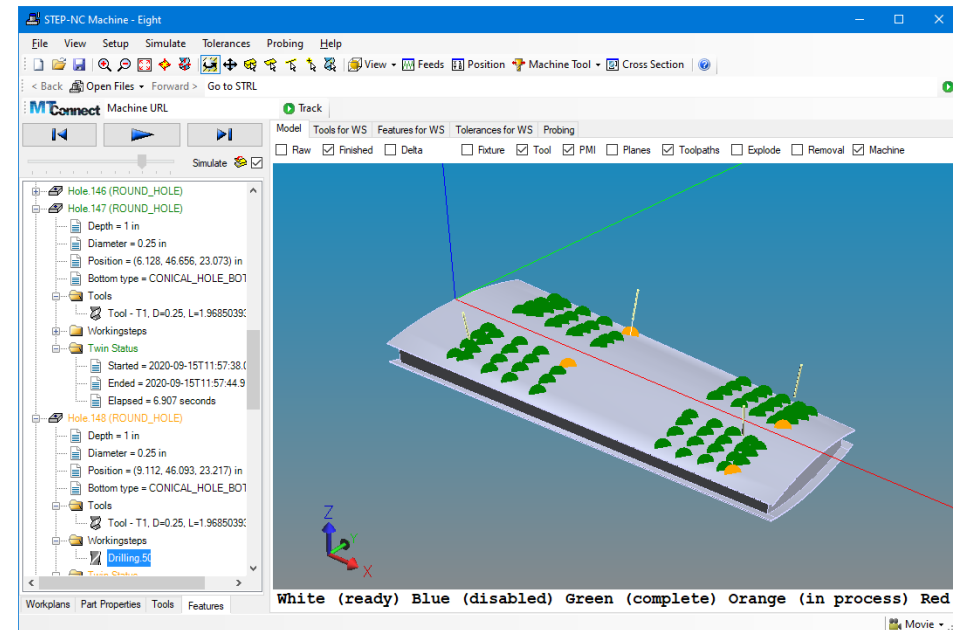 STEP-NC Machine - Eight
File View Setup Simulate Tolerances Probing Help
View Feeds Position Machine Tool Cross Section
< Back Open Files Forward > Go to STRL
MTConnect Machine URL
Track
Model Tools for WS Features for WS Tolerances for WS Probing
Simulate
Raw Finished Delta Fixture Tool PMI Planes Toolpaths Explode Removal Machine
Hole.146 (ROUND_HOLE)
Hole.147 (ROUND_HOLE)
Depth = 1 in
Diameter = 0.25 in
Position = (6.128, 46.656, 23.073) in
Bottom type = CONICAL_HOLE_BOT
Tools
Tool - T1, D=0.25, L=1.96850393
Workingsteps
Twin Status
Started = 2020-09-15T11:57:38.0
Ended = 2020-09-15T11:57:44.9
Elapsed = 6.907 seconds
Hole.148 (ROUND_HOLE)
Depth = 1 in
Diameter = 0.25 in
Position = (9.112, 46.093, 23.217) in
Bottom type = CONICAL_HOLE_BOT
Tools
Tool - T1, D=0.25, L=1.96850393
Workingsteps
Drilling.50
Twin Status
Workplans Part Properties Tools Features
Z
Y
X
White (ready) Blue (disabled) Green (complete) Orange (in process) Red
Movie